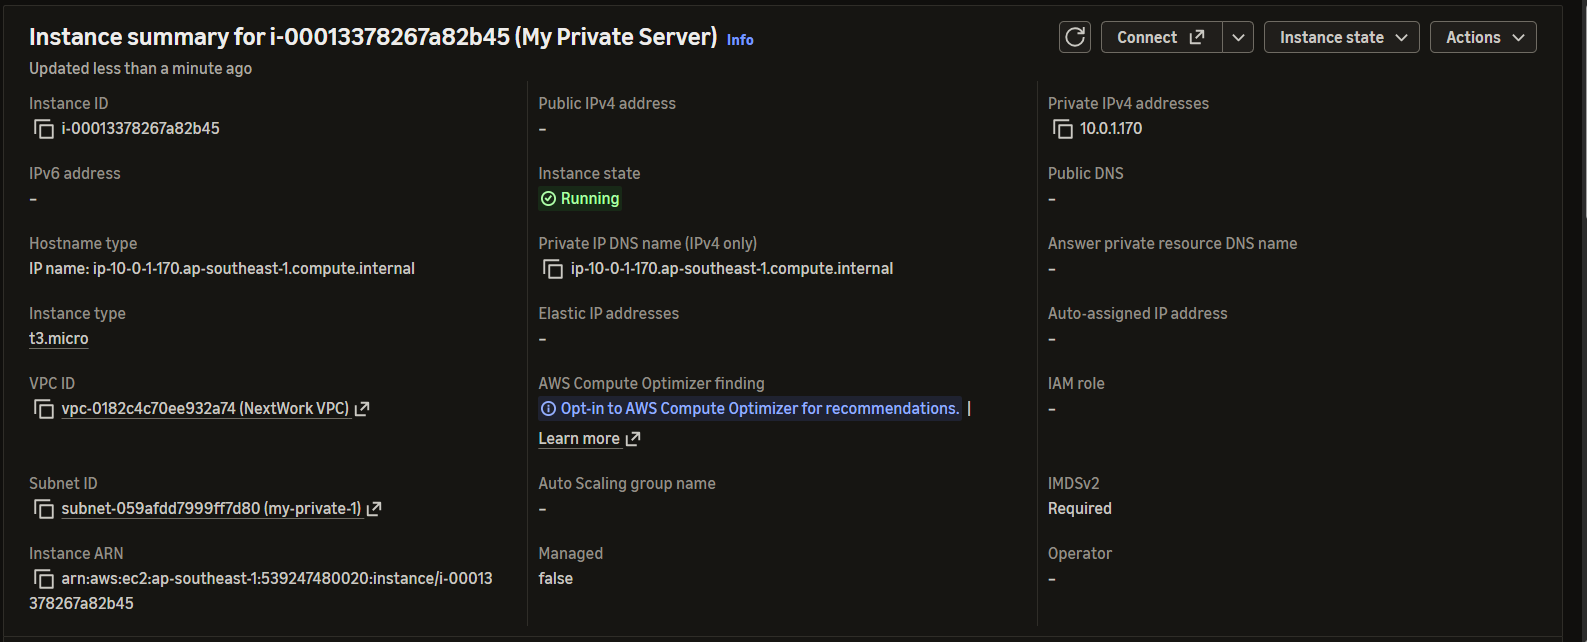 Instance summary for i-00013378267a82b45 (My Private Server) Info
Updated less than a minute ago
Connect
Instance state
Actions
Instance ID
i-00013378267a82b45
Public IPv4 address
–
Private IPv4 addresses
10.0.1.170
IPv6 address
–
Instance state
Running
Public DNS
–
Hostname type
IP name: ip-10-0-1-170.ap-southeast-1.compute.internal
Private IP DNS name (IPv4 only)
ip-10-0-1-170.ap-southeast-1.compute.internal
Answer private resource DNS name
–
Instance type
t3.micro
Elastic IP addresses
–
Auto-assigned IP address
–
VPC ID
vpc-0182c4c70ee932a74 (NextWork VPC)
AWS Compute Optimizer finding
Opt-in to AWS Compute Optimizer for recommendations. |
Learn more
IAM role
–
Subnet ID
subnet-059afdd7999ff7d80 (my-private-1)
Auto Scaling group name
–
IMDSv2
Required
Instance ARN
arn:aws:ec2:ap-southeast-1:539247480020:instance/i-00013
378267a82b45
Managed
false
Operator
–